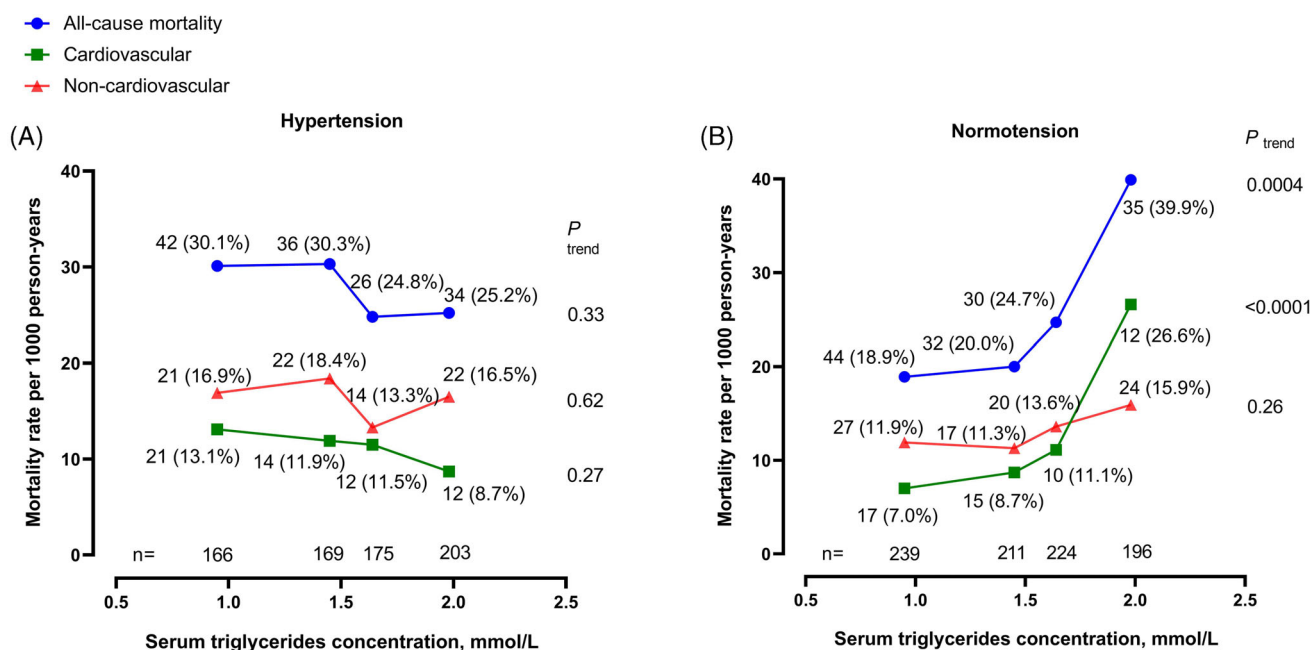 All-cause mortality
Cardiovascular
Non-cardiovascular
(A)
Hypertension
Mortality rate per 1000 person-years
40
30
20
10
0
42 (30.1%)
36 (30.3%)
26 (24.8%)
34 (25.2%)
21 (16.9%)
22 (18.4%)
14 (13.3%)
22 (16.5%)
21 (13.1%)
14 (11.9%)
12 (11.5%)
12 (8.7%)
P
trend
0.33
0.62
0.27
n= 166 169 175 203
0.5 1.0 1.5 2.0 2.5
Serum triglycerides concentration, mmol/L
(B)
Normotension
Mortality rate per 1000 person-years
40
30
20
10
0
44 (18.9%)
32 (20.0%)
30 (24.7%)
35 (39.9%)
27 (11.9%)
17 (11.3%)
20 (13.6%)
24 (15.9%)
17 (7.0%)
15 (8.7%)
10 (11.1%)
12 (26.6%)
P trend
0.0004
<0.0001
0.26
n= 239 211 224 196
0.5 1.0 1.5 2.0 2.5
Serum triglycerides concentration, mmol/L